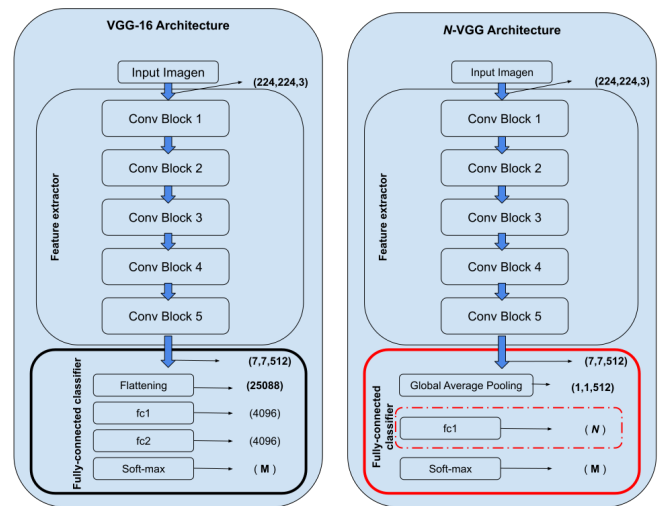 VGG-16 Architecture
Input Imagen
(224,224,3)
Feature extractor
Conv Block 1
Conv Block 2
Conv Block 3
Conv Block 4
Conv Block 5
Fully-connected classifier
(7,7,512)
Flattening
(25088)
fc1
(4096)
fc2
(4096)
Soft-max
( M )
N-VGG Architecture
Input Imagen
(224,224,3)
Feature extractor
Conv Block 1
Conv Block 2
Conv Block 3
Conv Block 4
Conv Block 5
Fully-connected
classifier
(7,7,512)
Global Average Pooling
(1,1,512)
fc1
( N )
Soft-max
( M )